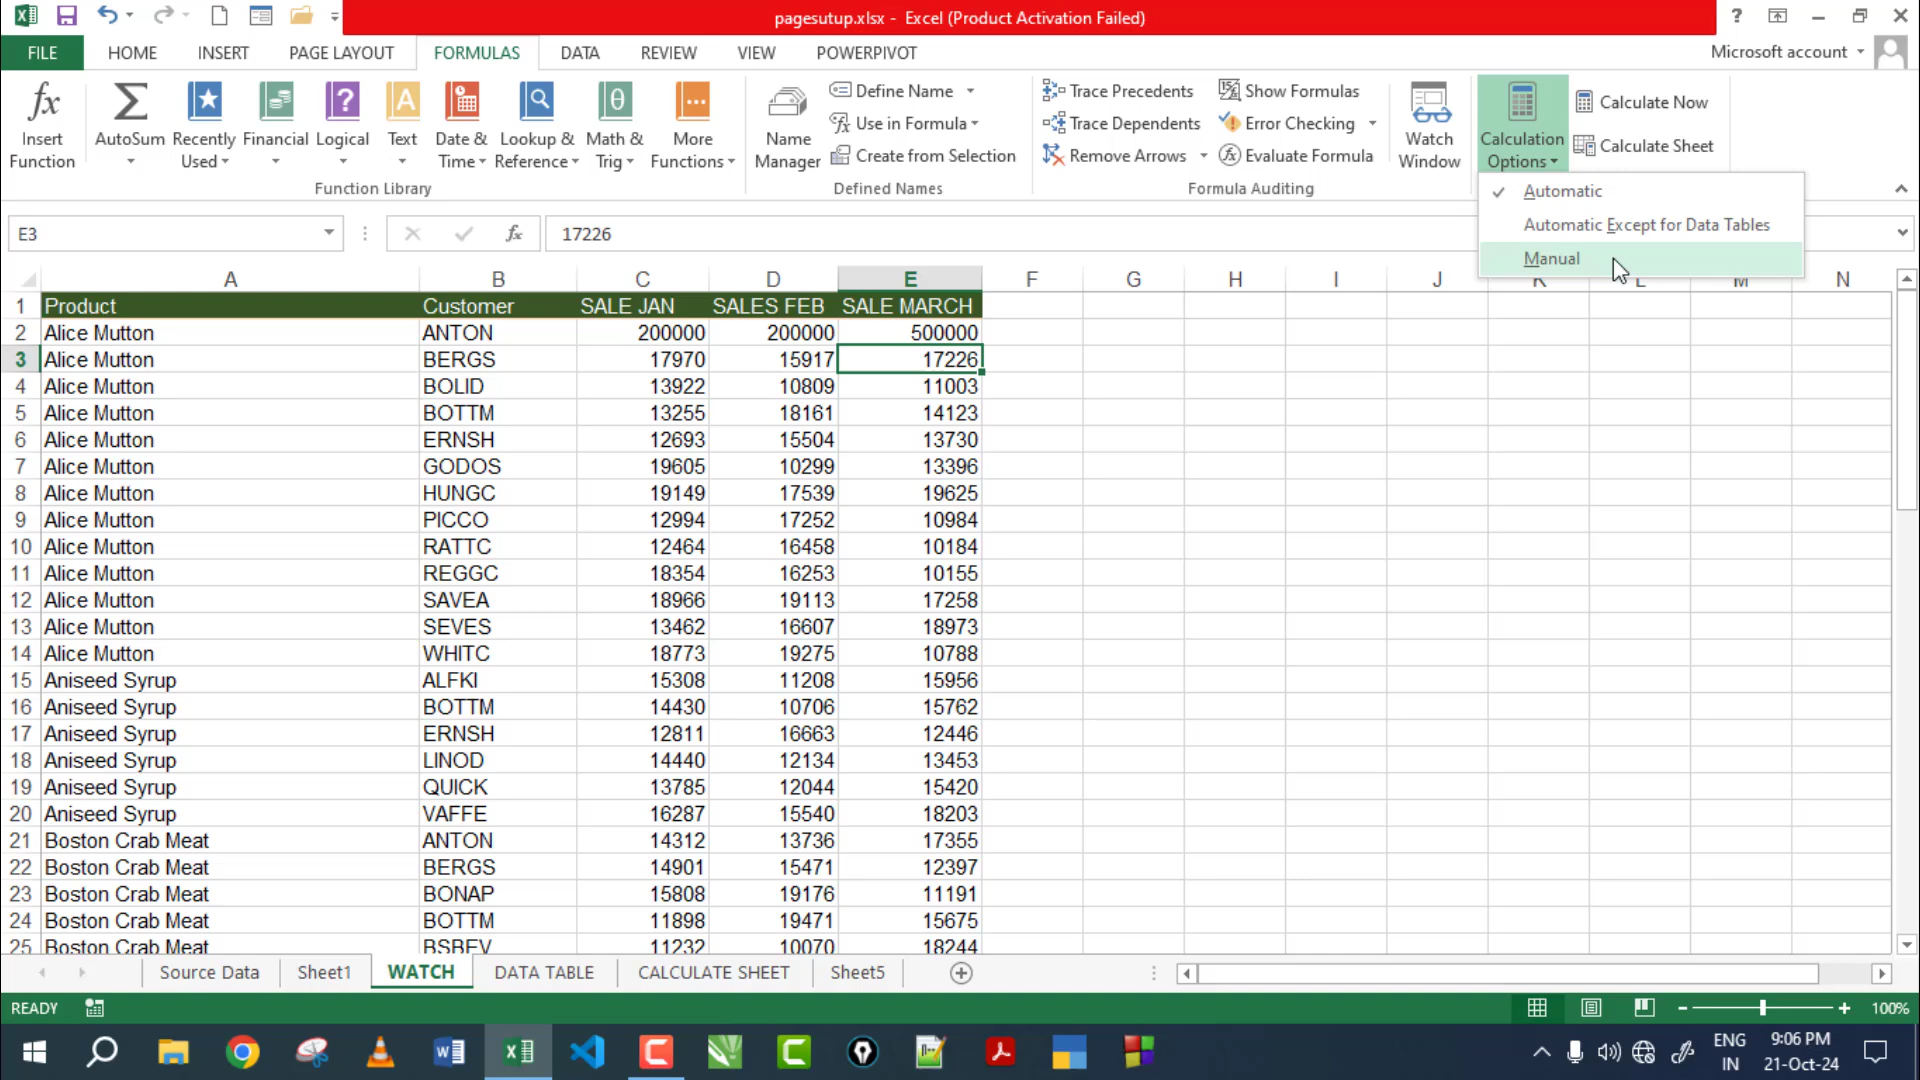 pagesutup.xlsx - Excel (Product Activation Failed)
FILE HOME INSERT PAGE LAYOUT FORMULAS DATA REVIEW VIEW POWERPIVOT Microsoft account
Insert Function
AutoSum
Recently Used
Financial
Logical
Text
Date & Time
Lookup & Reference
Math & Trig
More Functions
Function Library
Name Manager
Define Name
Use in Formula
Create from Selection
Defined Names
Trace Precedents
Trace Dependents
Remove Arrows
Show Formulas
Error Checking
Evaluate Formula
Formula Auditing
Watch Window
Calculation Options
Calculate Now
Calculate Sheet
Automatic
Automatic Except for Data Tables
Manual
E3 fx 17226
A B C D E F G H I J K L M N
1 Product Customer SALE JAN SALES FEB SALE MARCH
2 Alice Mutton ANTON 200000 200000 500000
3 Alice Mutton BERGS 17970 15917 17226
4 Alice Mutton BOLID 13922 10809 11003
5 Alice Mutton BOTTM 13255 18161 14123
6 Alice Mutton ERNSH 12693 15504 13730
7 Alice Mutton GODOS 19605 10299 13396
8 Alice Mutton HUNGC 19149 17539 19625
9 Alice Mutton PICCO 12994 17252 10984
10 Alice Mutton RATTC 12464 16458 10184
11 Alice Mutton REGGC 18354 16253 10155
12 Alice Mutton SAVEA 18966 19113 17258
13 Alice Mutton SEVES 13462 16607 18973
14 Alice Mutton WHITC 18773 19275 10788
15 Aniseed Syrup ALFKI 15308 11208 15956
16 Aniseed Syrup BOTTM 14430 10706 15762
17 Aniseed Syrup ERNSH 12811 16663 12446
18 Aniseed Syrup LINOD 14440 12134 13453
19 Aniseed Syrup QUICK 13785 12044 15420
20 Aniseed Syrup VAFFE 16287 15540 18203
21 Boston Crab Meat ANTON 14312 13736 17355
22 Boston Crab Meat BERGS 14901 15471 12397
23 Boston Crab Meat BONAP 15808 19176 11191
24 Boston Crab Meat BOTTM 11898 19471 15675
25 Boston Crab Meat BSBEV 11232 10070 18244
Source Data Sheet1 WATCH DATA TABLE CALCULATE SHEET Sheet5
READY 100%
ENG 9:06 PM
IN 21-Oct-24